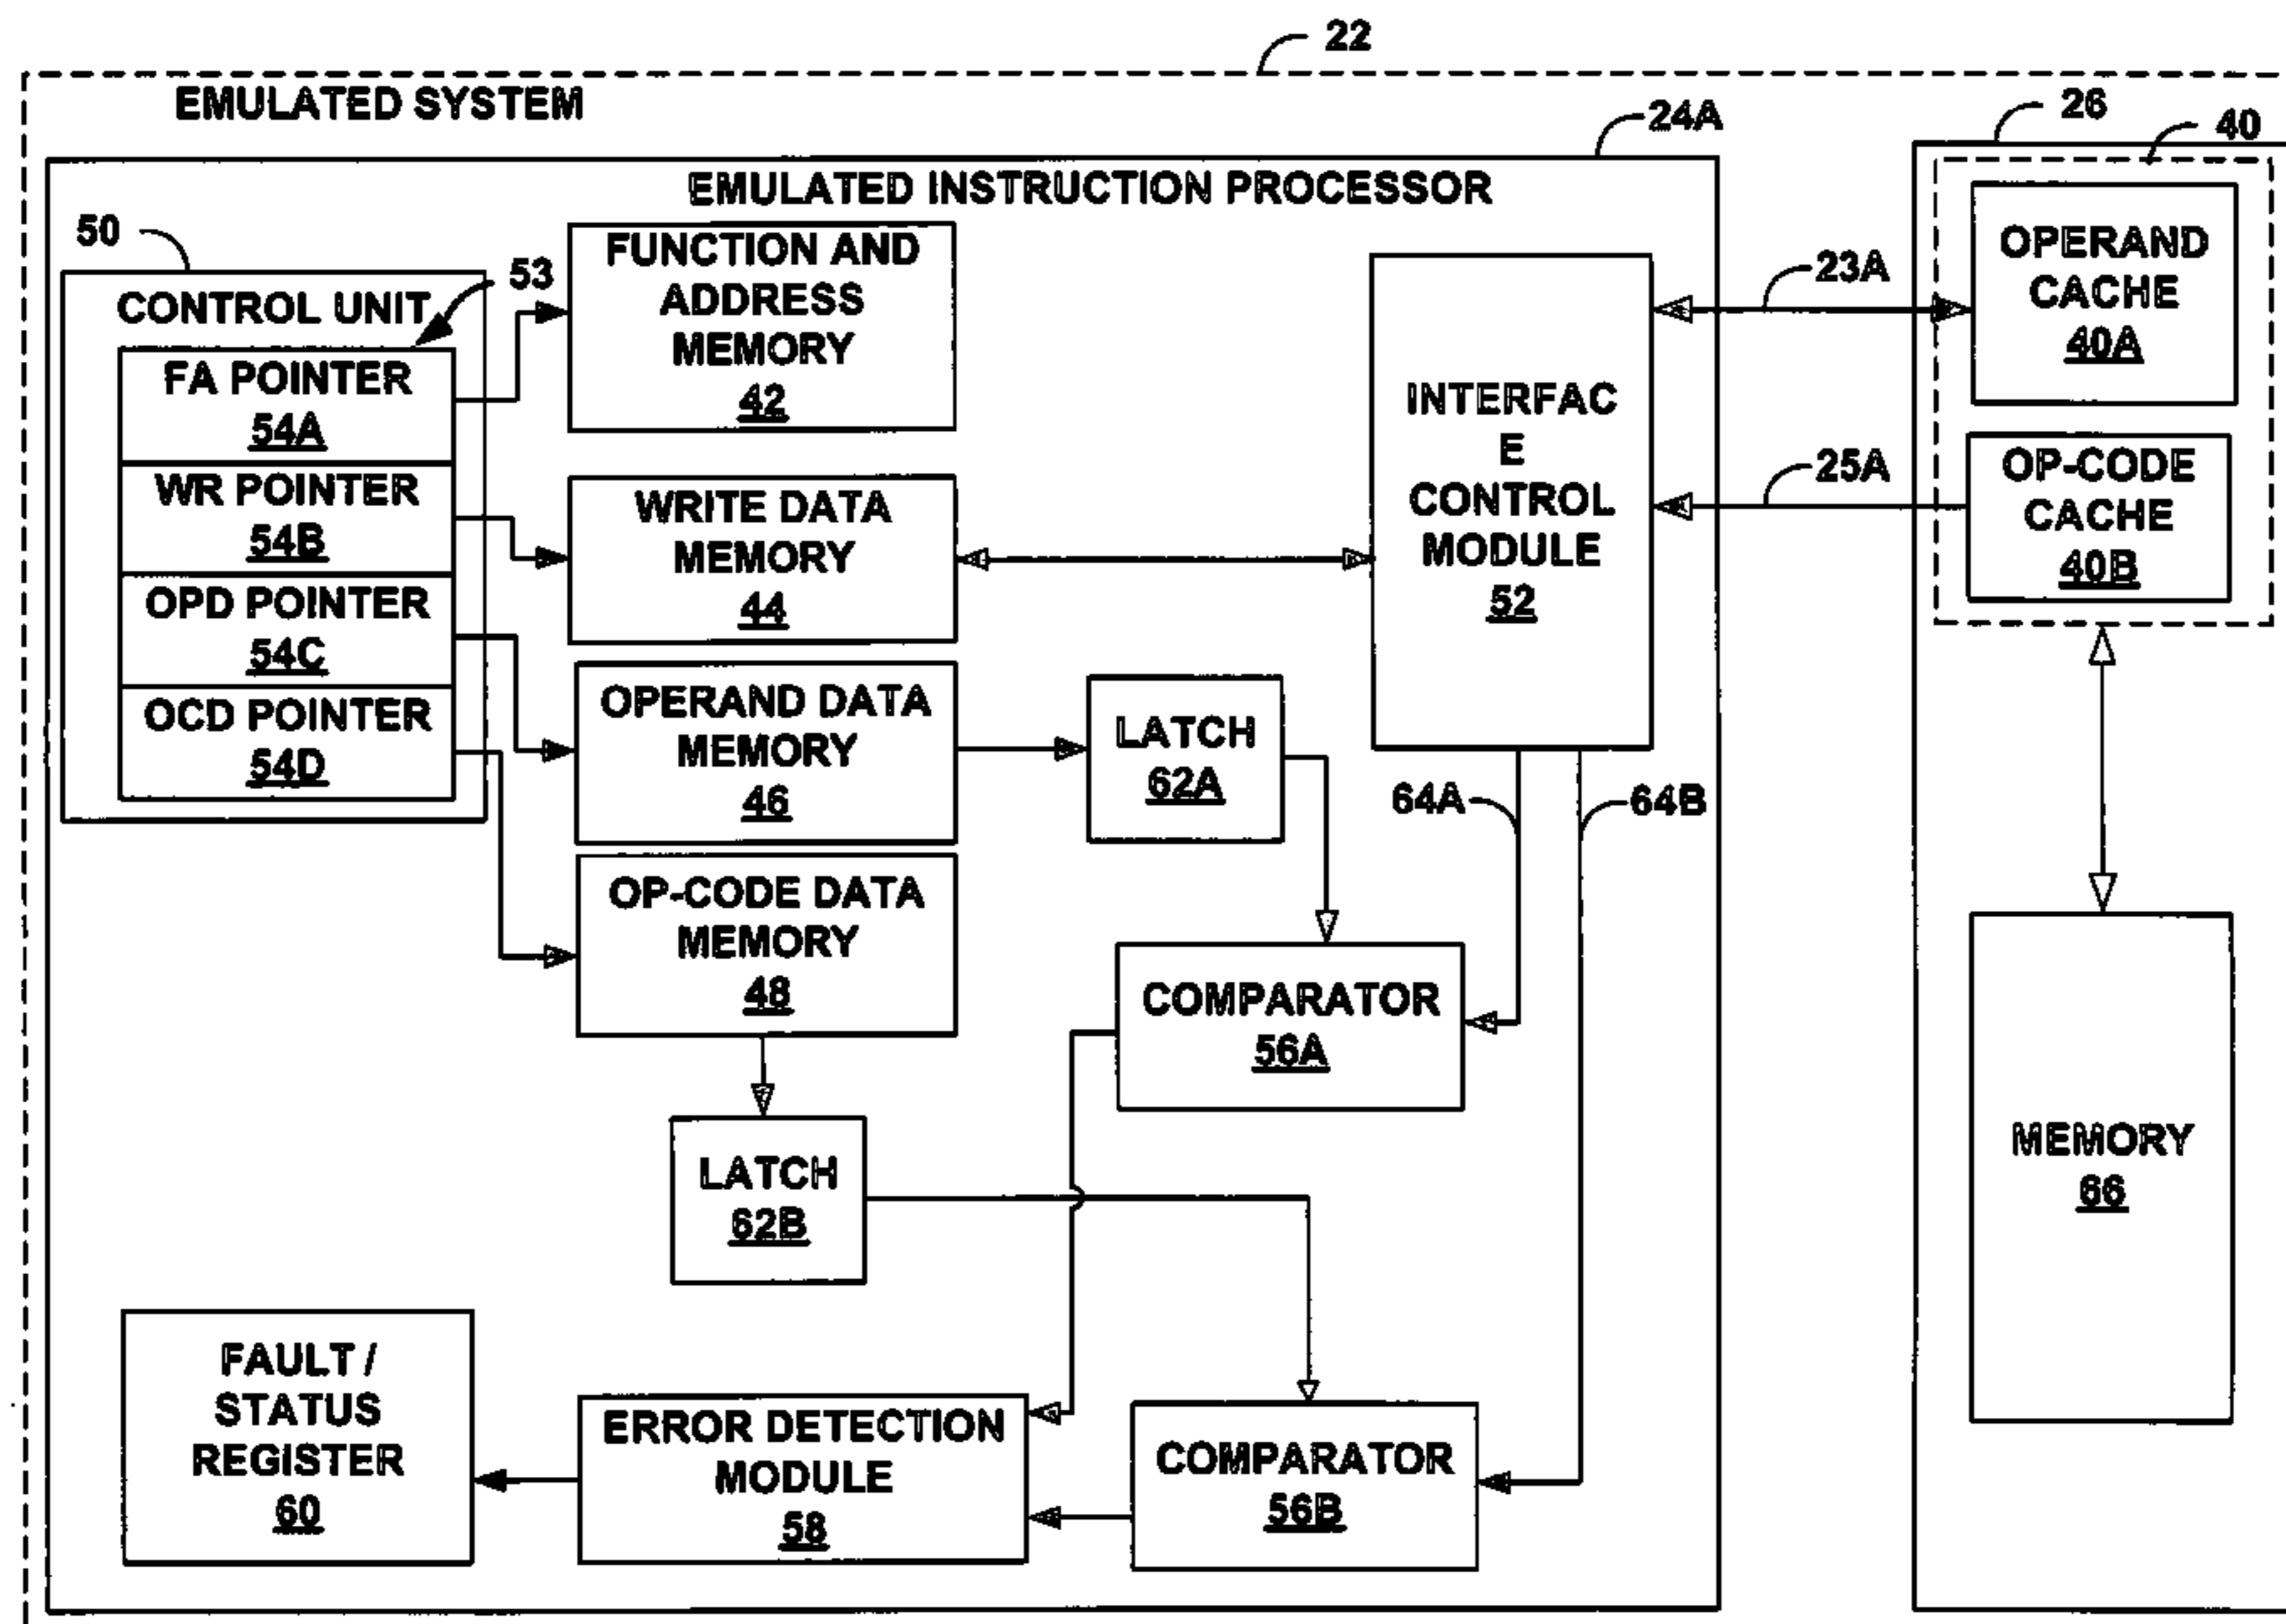 22
EMULATED SYSTEM
24A
26
40
EMULATED INSTRUCTION PROCESSOR
50
CONTROL UNIT
53
FA POINTER
54A
WR POINTER
54B
OPD POINTER
54C
OCD POINTER
54D
FUNCTION AND
ADDRESS
MEMORY
42
WRITE DATA
MEMORY
44
OPERAND DATA
MEMORY
46
OP-CODE DATA
MEMORY
48
INTERFAC
E
CONTROL
MODULE
52
23A
25A
OPERAND
CACHE
40A
OP-CODE
CACHE
40B
LATCH
62A
64A
64B
COMPARATOR
56A
LATCH
62B
MEMORY
66
FAULT /
STATUS
REGISTER
60
ERROR DETECTION
MODULE
58
COMPARATOR
56B